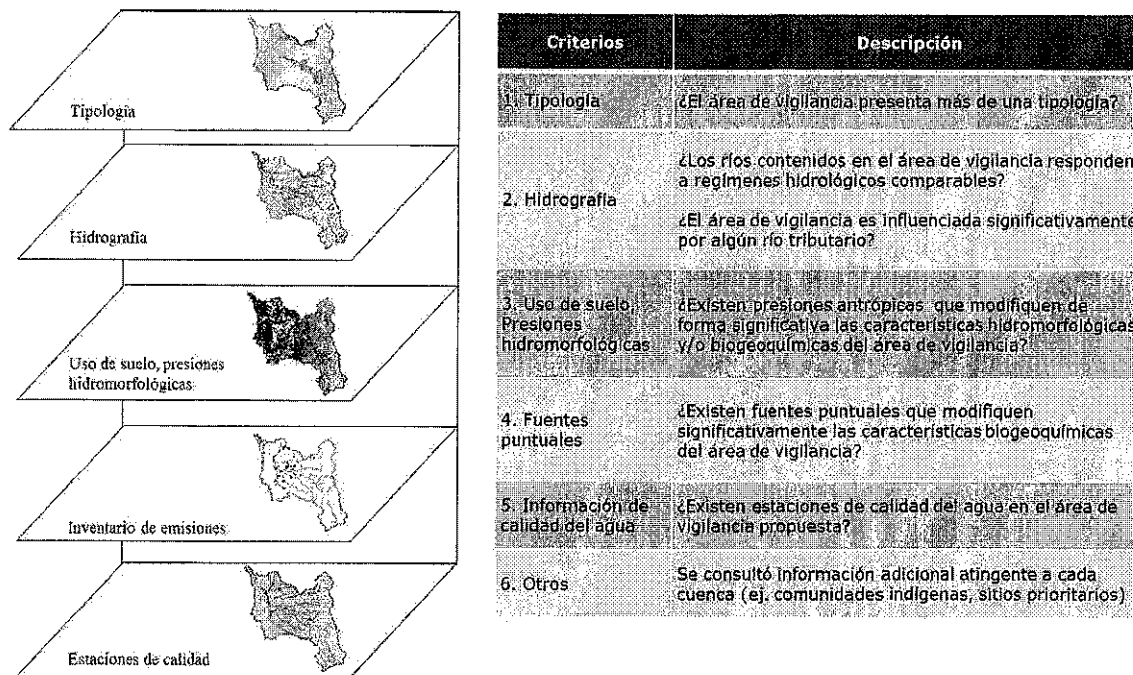 Tipología
Hidrografía
Uso de suelo, presiones
hidromorfológicas
Inventario de emisiones
Estaciones de calidad
Criterios Descripción
1. Tipología ¿El área de vigilancia presenta más de una tipología?
2. Hidrografía
¿Los ríos contenidos en el área de vigilancia responden
a regímenes hidrológicos comparables?
¿El área de vigilancia es influenciada significativamente
por algún río tributario?
3. Uso de suelo,
Presiones
hidromorfológicas
¿Existen presiones antrópicas que modifiquen de
forma significativa las características hidromorfológicas
y/o biogeoquímicas del área de vigilancia?
4. Fuentes
puntuales
¿Existen fuentes puntuales que modifiquen
significativamente las características biogeoquímicas
del área de vigilancia?
5. Información de
calidad del agua
¿Existen estaciones de calidad del agua en el área de
vigilancia propuesta?
6. Otros
Se consultó información adicional atingente a cada
cuenca (ej. comunidades indígenas, sitios prioritarios)